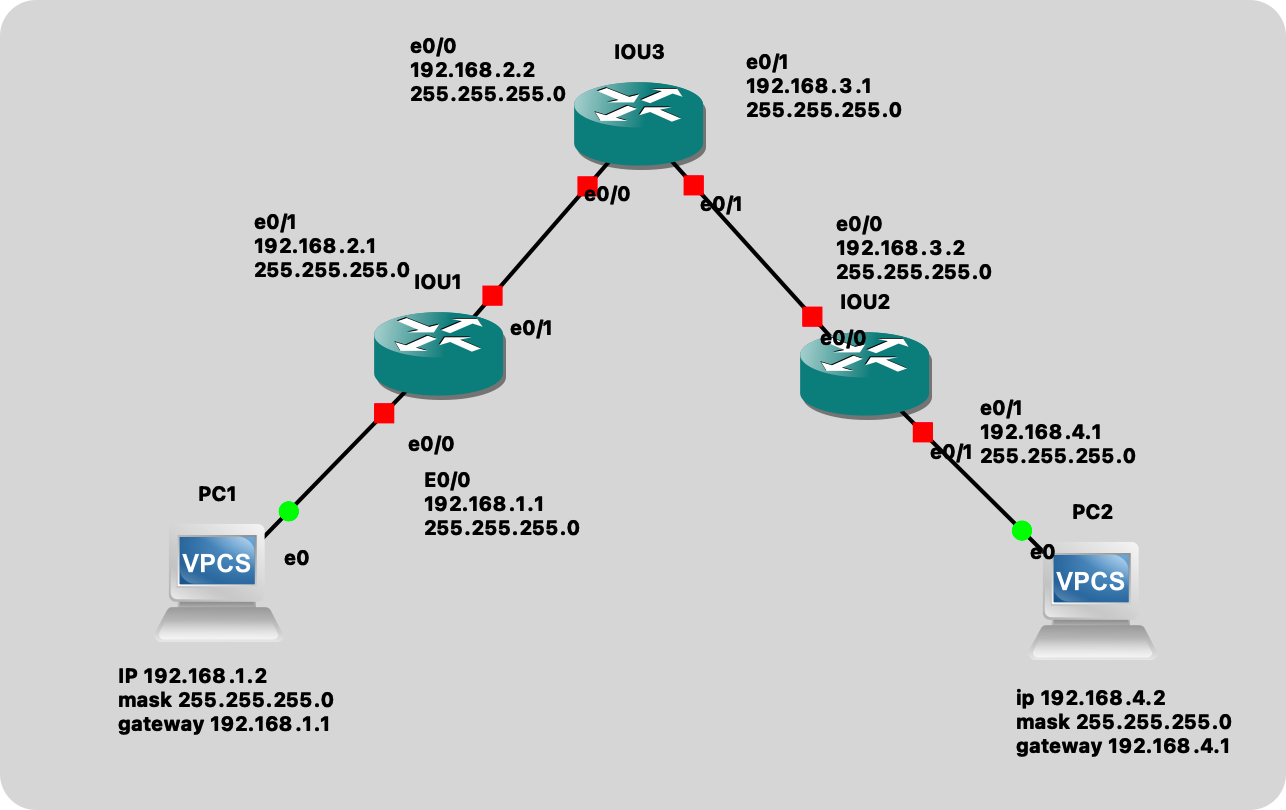 e0/0
192.168.2.2
255.255.255.0
IOU3
e0/1
192.168.3.1
255.255.255.0
e0/0
e0/1
e0/1
192.168.2.1
255.255.255.0
IOU1
e0/1
e0/0
192.168.3.2
255.255.255.0
IOU2
e0/0
e0/0
E0/0
192.168.1.1
255.255.255.0
e0/1
192.168.4.1
255.255.255.0
e0/1
PC1
VPCS
e0
IP 192.168.1.2
mask 255.255.255.0
gateway 192.168.1.1
PC2
e0
VPCS
ip 192.168.4.2
mask 255.255.255.0
gateway 192.168.4.1